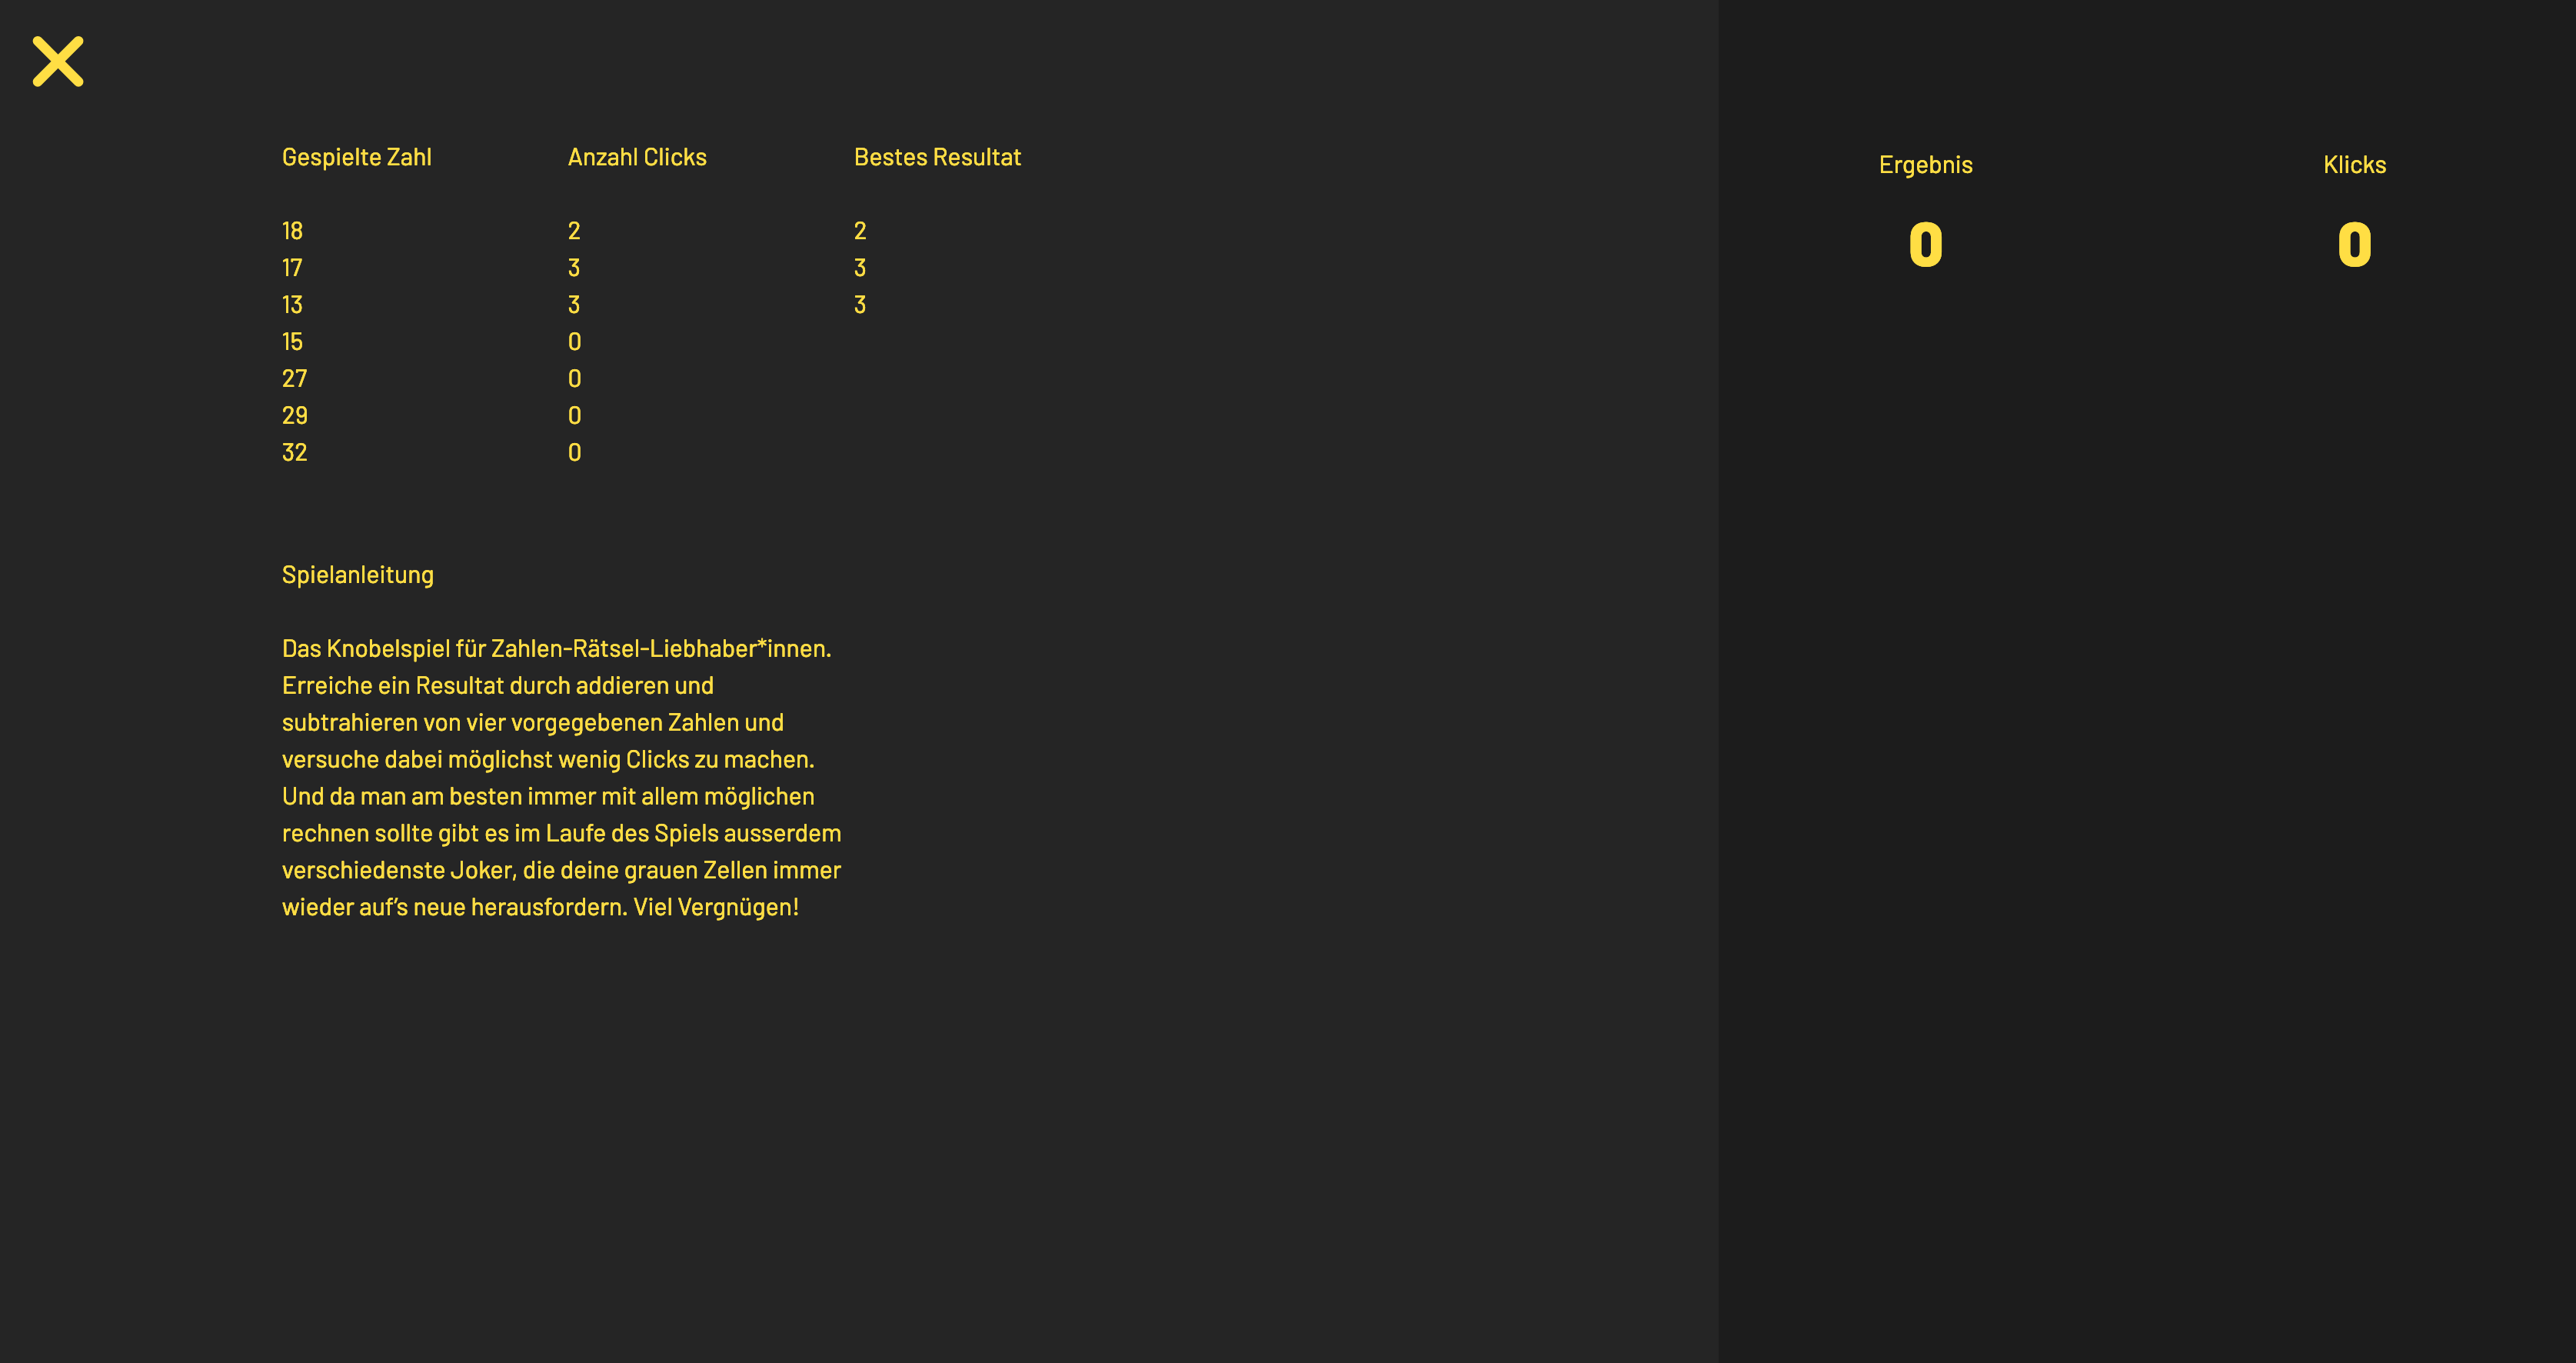 Gespielte Zahl Anzahl Clicks Bestes Resultat
18 2 2
17 3 3
13 3 3
15 0
27 0
29 0
32 0
Spielanleitung
Das Knobelspiel für Zahlen-Rätsel-Liebhaber*innen.
Erreiche ein Resultat durch addieren und
subtrahieren von vier vorgegebenen Zahlen und
versuche dabei möglichst wenig Clicks zu machen.
Und da man am besten immer mit allem möglichen
rechnen sollte gibt es im Laufe des Spiels ausserdem
verschiedenste Joker, die deine grauen Zellen immer
wieder auf’s neue herausfordern. Viel Vergnügen!
Ergebnis Klicks
0 0